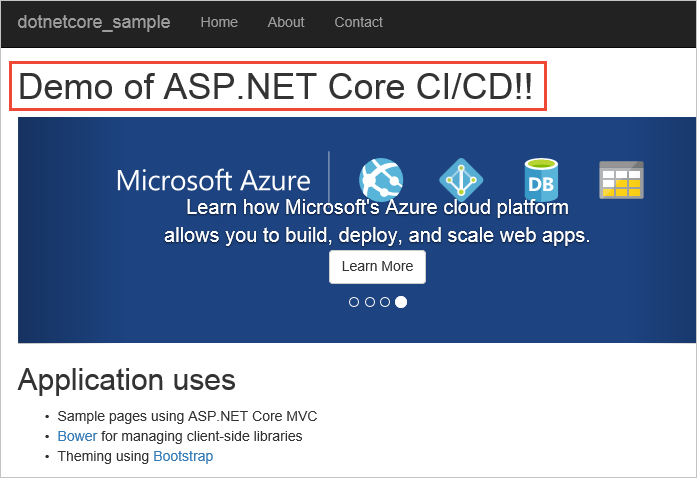 dotnetcore_sample Home About Contact
Demo of ASP.NET Core CI/CD!!
Microsoft Azure DB
Learn how Microsoft's Azure cloud platform
allows you to build, deploy, and scale web apps.
Learn More
Application uses
• Sample pages using ASP.NET Core MVC
• Bower for managing client-side libraries
• Theming using Bootstrap